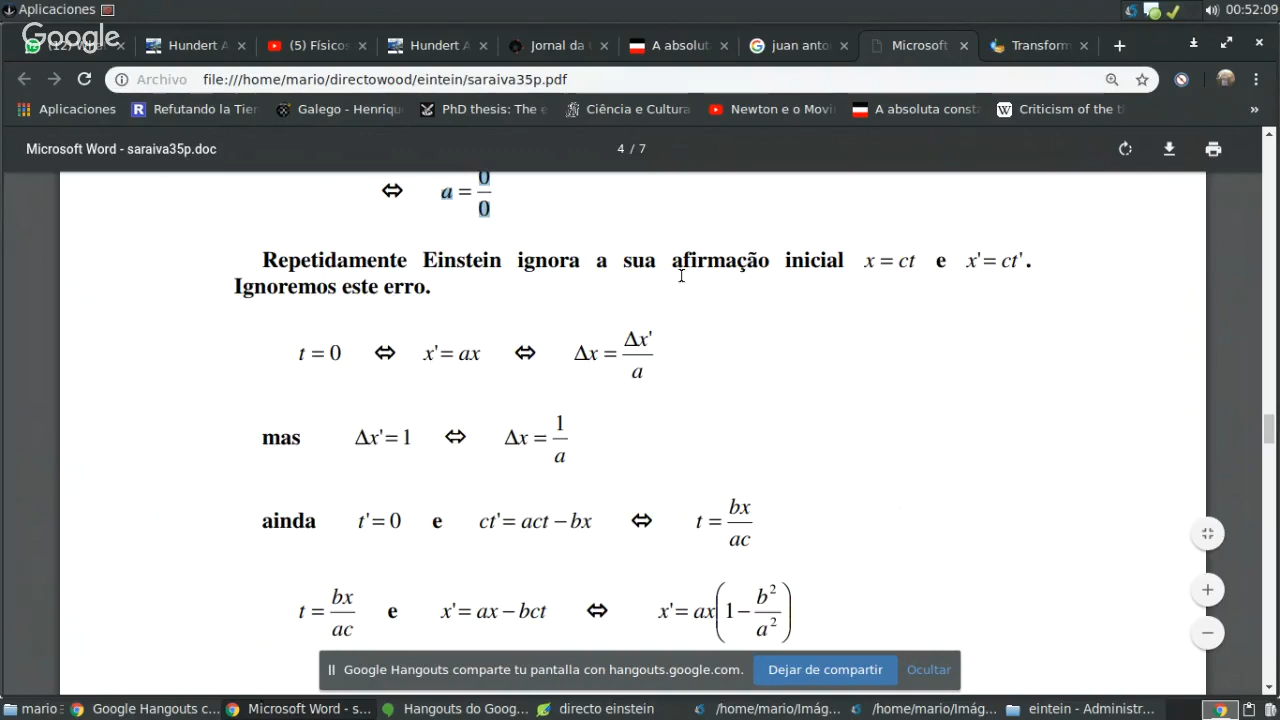 Aplicaciones 00:52:09
Google
(12) Hundert A (5) Físicos Hundert A Jornal da A absolut juan anto Microsoft Transform
Archivo file:///home/mario/directowood/eintein/saraiva35p.pdf
Aplicaciones Refutando la Tier Galego - Henriqu PhD thesis: The e Ciência e Cultura Newton e o Movi A absoluta const Criticism of the t »
Microsoft Word - saraiva35p.doc 4 / 7
⇔ a = 0/0
Repetidamente Einstein ignora a sua afirmação inicial x = ct e x' = ct' .
Ignoremos este erro.
t = 0 ⇔ x' = ax ⇔ Δx = Δx'/a
mas Δx' = 1 ⇔ Δx = 1/a
ainda t' = 0 e ct' = act − bx ⇔ t = bx/ac
t = bx/ac e x' = ax − bct ⇔ x' = ax(1 − b²/a²)
Google Hangouts comparte tu pantalla con hangouts.google.com. Dejar de compartir Ocultar
mario Google Hangouts c... Microsoft Word - s... Hangouts do Goog... directo einstein /home/mario/Imág... /home/mario/Imág... eintein - Administr...